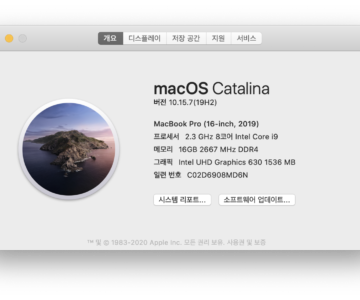 개요 디스플레이 저장 공간 지원 서비스
macOS Catalina
버전 10.15.7(19H2)
MacBook Pro (16-inch, 2019)
프로세서 2.3 GHz 8코어 Intel Core i9
메모리 16GB 2667 MHz DDR4
그래픽 Intel UHD Graphics 630 1536 MB
일련 번호 C02D6908MD6N
시스템 리포트... 소프트웨어 업데이트...
™ 및 © 1983-2020 Apple Inc. 모든 권리 보유. 사용권 및 보증